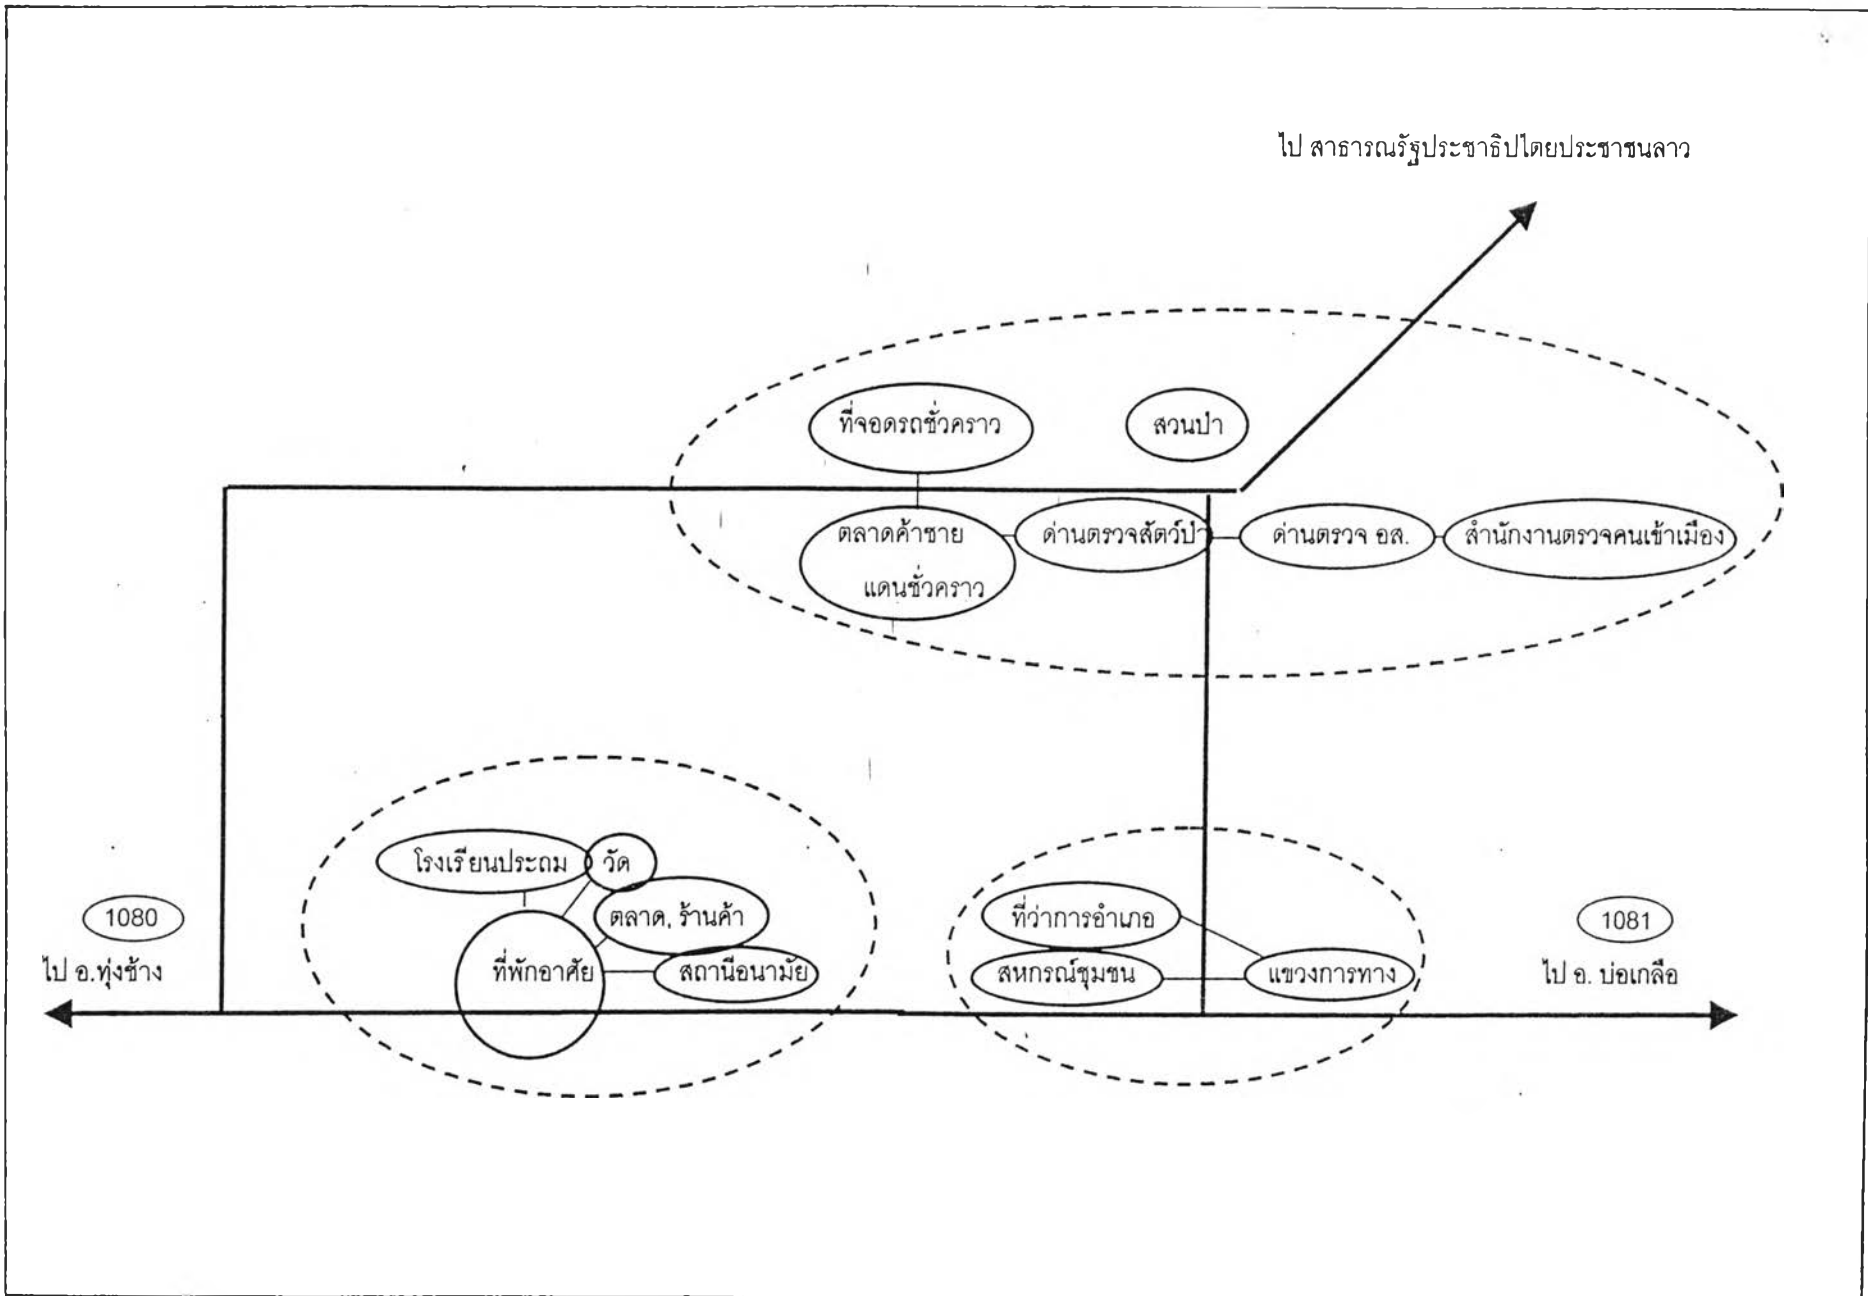 ไป สาธารณรัฐประชาธิปไตยประชาชนลาว
ที่จอดรถชั่วคราว
สวนป่า
ตลาดค้าชาย
แดนชั่วคราว
ด่านตรวจสัตว์ป่า
ด่านตรวจ อส.
สำนักงานตรวจคนเข้าเมือง
โรงเรียนประถม
วัด
ตลาด, ร้านค้า
ที่พักอาศัย
สถานีอนามัย
ที่ว่าการอำเภอ
สหกรณ์ชุมชน
แขวงการทาง
1080
ไป อ.ทุ่งช้าง
1081
ไป อ. บ่อเกลือ